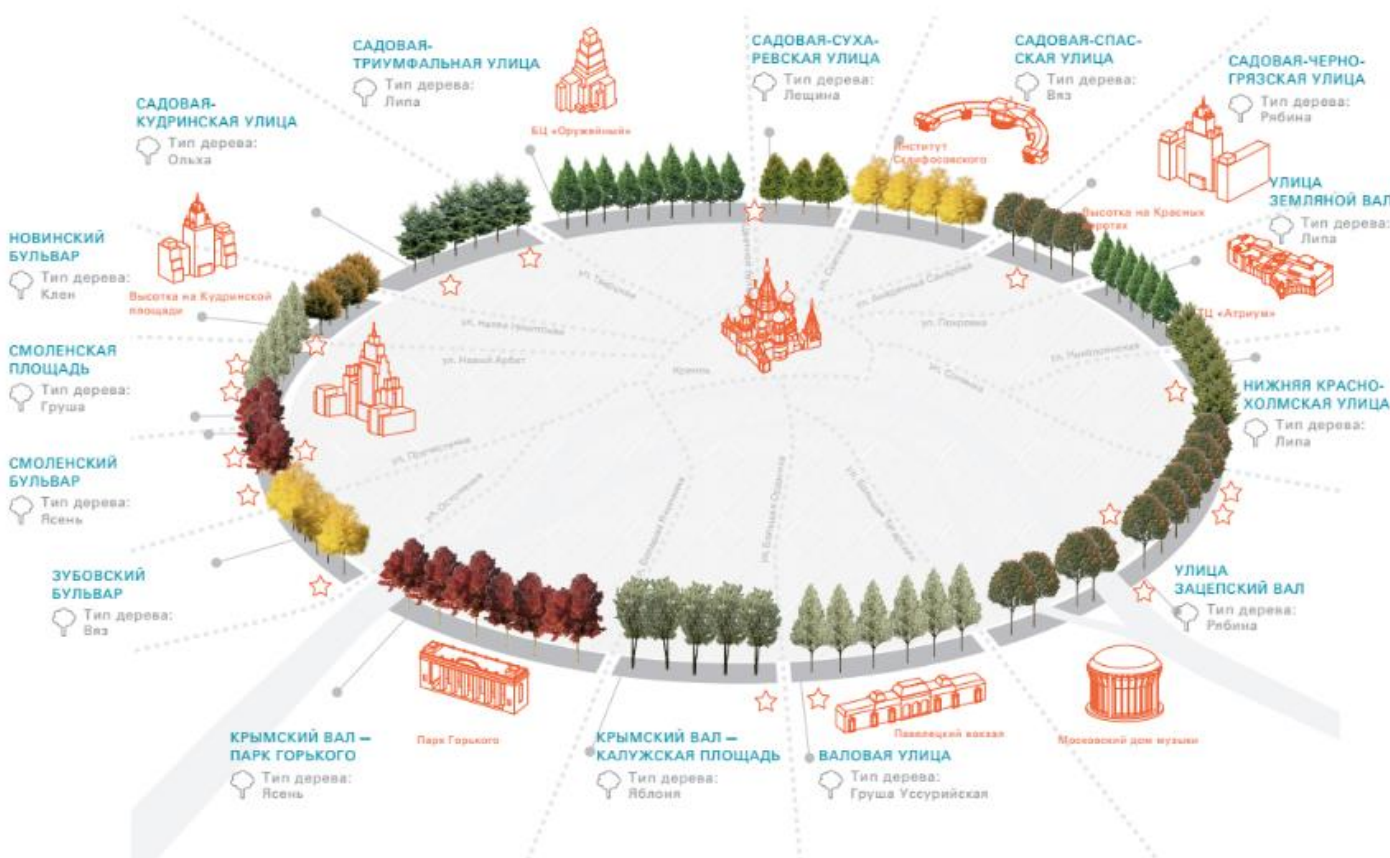 САДОВАЯ-
ТРИУМФАЛЬНАЯ УЛИЦА
Тип дерева:
Липа
БЦ «Оружейный»
САДОВАЯ-СУХА-
РЕВСКАЯ УЛИЦА
Тип дерева:
Лещина
САДОВАЯ-СПАС-
СКАЯ УЛИЦА
Тип дерева:
Вяз
Институт
Склифосовского
САДОВАЯ-ЧЕРНО-
ГРЯЗСКАЯ УЛИЦА
Тип дерева:
Рябина
Высотка на Красных
воротах
САДОВАЯ-
КУДРИНСКАЯ УЛИЦА
Тип дерева:
Ольха
УЛИЦА
ЗЕМЛЯНОЙ ВАЛ
Тип дерева:
Липа
ТЦ «Атриум»
НОВИНСКИЙ
БУЛЬВАР
Тип дерева:
Клен
Высотка на Кудринской
площади
СМОЛЕНСКАЯ
ПЛОЩАДЬ
Тип дерева:
Груша
НИЖНЯЯ КРАСНО-
ХОЛМСКАЯ УЛИЦА
Тип дерева:
Липа
СМОЛЕНСКИЙ
БУЛЬВАР
Тип дерева:
Ясень
ЗУБОВСКИЙ
БУЛЬВАР
Тип дерева:
Вяз
УЛИЦА
ЗАЦЕПСКИЙ ВАЛ
Тип дерева:
Рябина
ул. Новый Арбат
Кремль
ул. Покровка
ул. Пречистенка
ул. Остоженка
КРЫМСКИЙ ВАЛ —
ПАРК ГОРЬКОГО
Тип дерева:
Ясень
Парк Горького
КРЫМСКИЙ ВАЛ —
КАЛУЖСКАЯ ПЛОЩАДЬ
Тип дерева:
Яблоня
ВАЛОВАЯ УЛИЦА
Тип дерева:
Груша Уссурийская
Павелецкий вокзал
Московский дом музыки